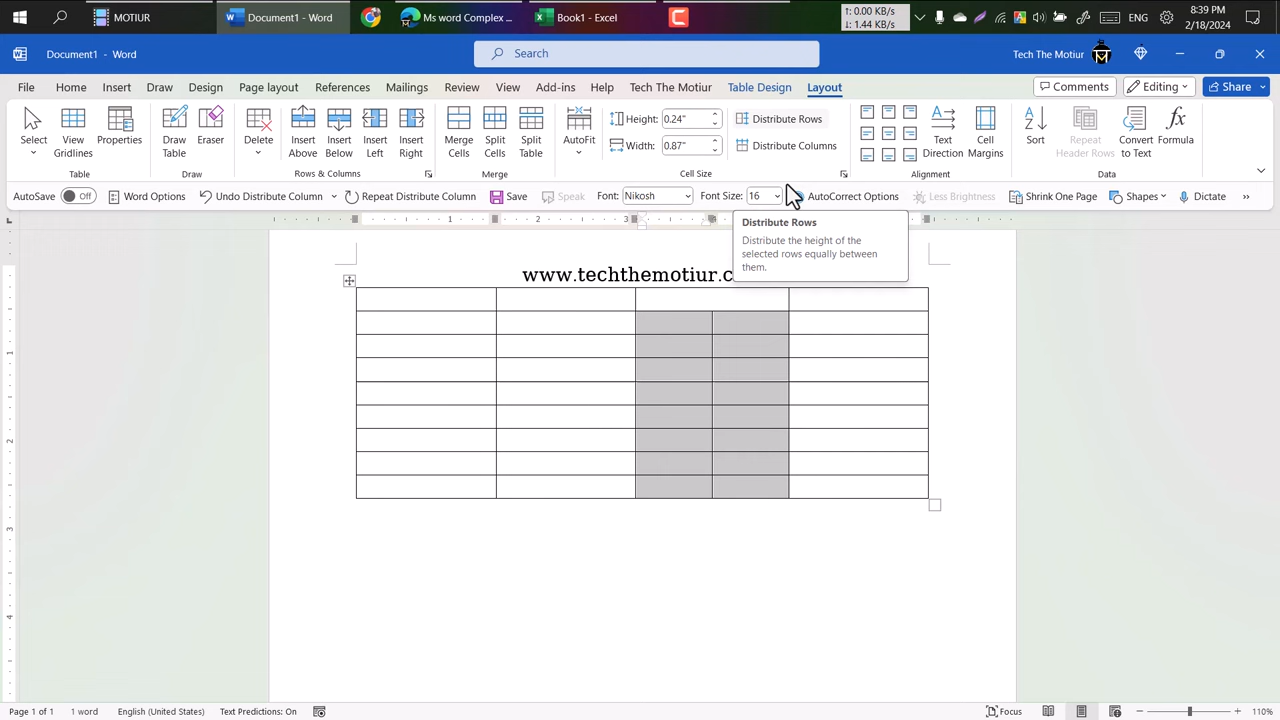 MOTIUR
Document1 - Word
Ms word Complex ...
Book1 - Excel
↑: 0.00 KB/s
↓: 1.44 KB/s
ENG
8:39 PM
2/18/2024
Document1 - Word
Search
Tech The Motiur
File Home Insert Draw Design Page layout References Mailings Review View Add-ins Help Tech The Motiur Table Design Layout
Comments Editing Share
Select
View Gridlines
Properties
Draw Table
Eraser
Delete
Insert Above
Insert Below
Insert Left
Insert Right
Merge Cells
Split Cells
Split Table
AutoFit
Height: 0.24"
Width: 0.87"
Distribute Rows
Distribute Columns
Text Direction
Cell Margins
Sort
Repeat Header Rows
Convert to Text
Formula
Table Draw Rows & Columns Merge Cell Size Alignment Data
AutoSave Off Word Options Undo Distribute Column Repeat Distribute Column Save Speak Font: Nikosh Font Size: 16 AutoCorrect Options Less Brightness Shrink One Page Shapes Dictate
1 2 3
Distribute Rows
Distribute the height of the
selected rows equally between
them.
www.techthemotiur.c
1
2
3
4
Page 1 of 1 1 word English (United States) Text Predictions: On Focus 110%